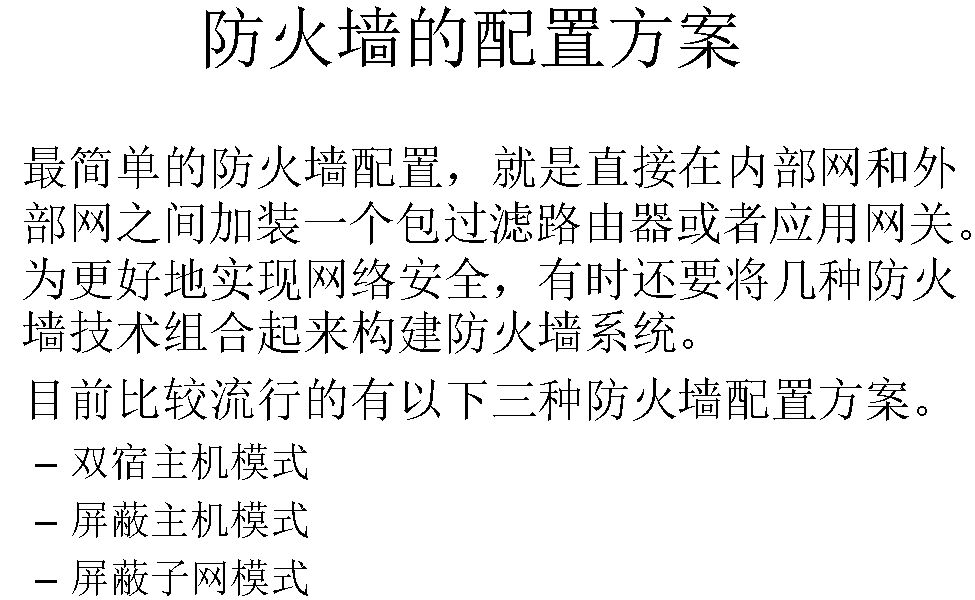 防火墙的配置方案
最简单的防火墙配置，就是直接在内部网和外
部网之间加装一个包过滤路由器或者应用网关。
为更好地实现网络安全，有时还要将几种防火
墙技术组合起来构建防火墙系统。
目前比较流行的有以下三种防火墙配置方案。
– 双宿主机模式
– 屏蔽主机模式
– 屏蔽子网模式